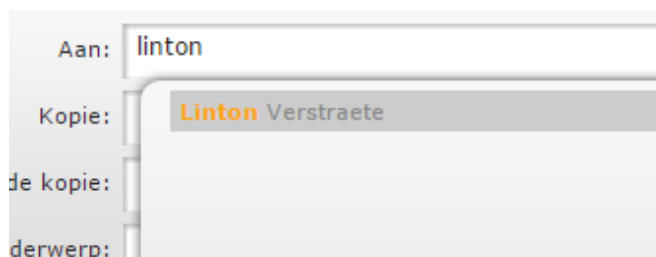 Aan: linton
Linton Verstraete
Kopie:
de kopie:
derwerp: